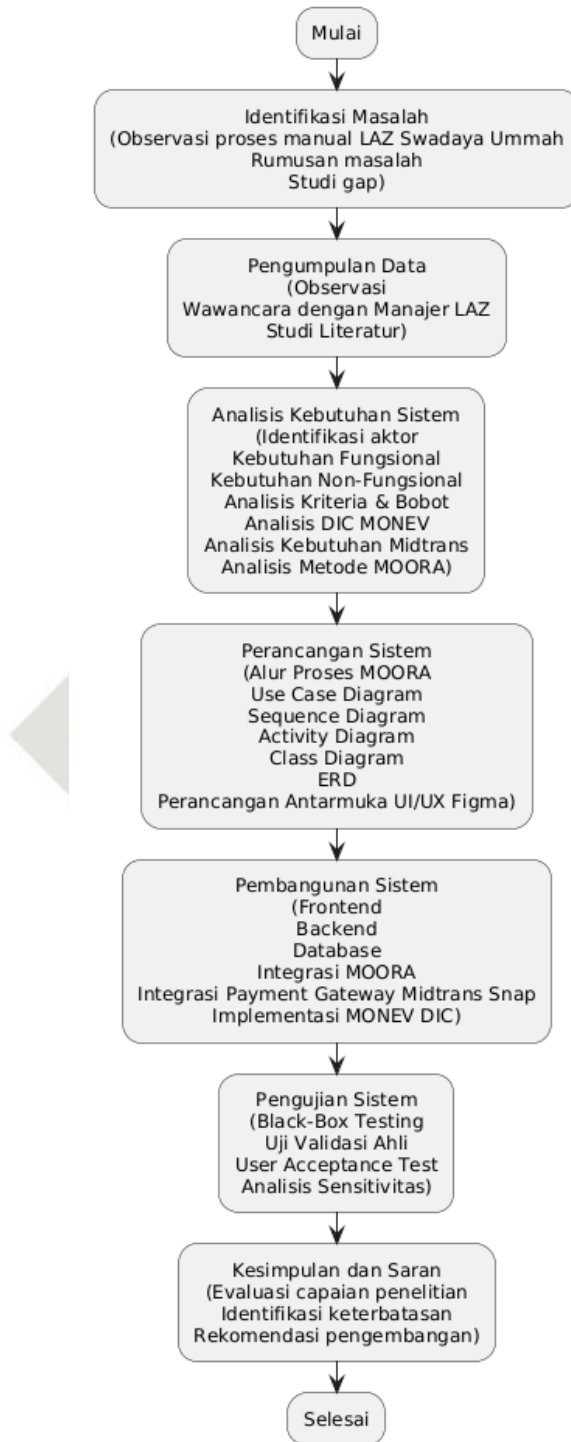 Mulai
Identifikasi Masalah
(Observasi proses manual LAZ Swadaya Ummah
Rumusan masalah
Studi gap)
Pengumpulan Data
(Observasi
Wawancara dengan Manajer LAZ
Studi Literatur)
Analisis Kebutuhan Sistem
(Identifikasi aktor
Kebutuhan Fungsional
Kebutuhan Non-Fungsional
Analisis Kriteria & Bobot
Analisis DIC MONEV
Analisis Kebutuhan Midtrans
Analisis Metode MOORA)
Perancangan Sistem
(Alur Proses MOORA
Use Case Diagram
Sequence Diagram
Activity Diagram
Class Diagram
ERD
Perancangan Antarmuka UI/UX Figma)
Pembangunan Sistem
(Frontend
Backend
Database
Integrasi MOORA
Integrasi Payment Gateway Midtrans Snap
Implementasi MONEV DIC)
Pengujian Sistem
(Black-Box Testing
Uji Validasi Ahli
User Acceptance Test
Analisis Sensitivitas)
Kesimpulan dan Saran
(Evaluasi capaian penelitian
Identifikasi keterbatasan
Rekomendasi pengembangan)
Selesai